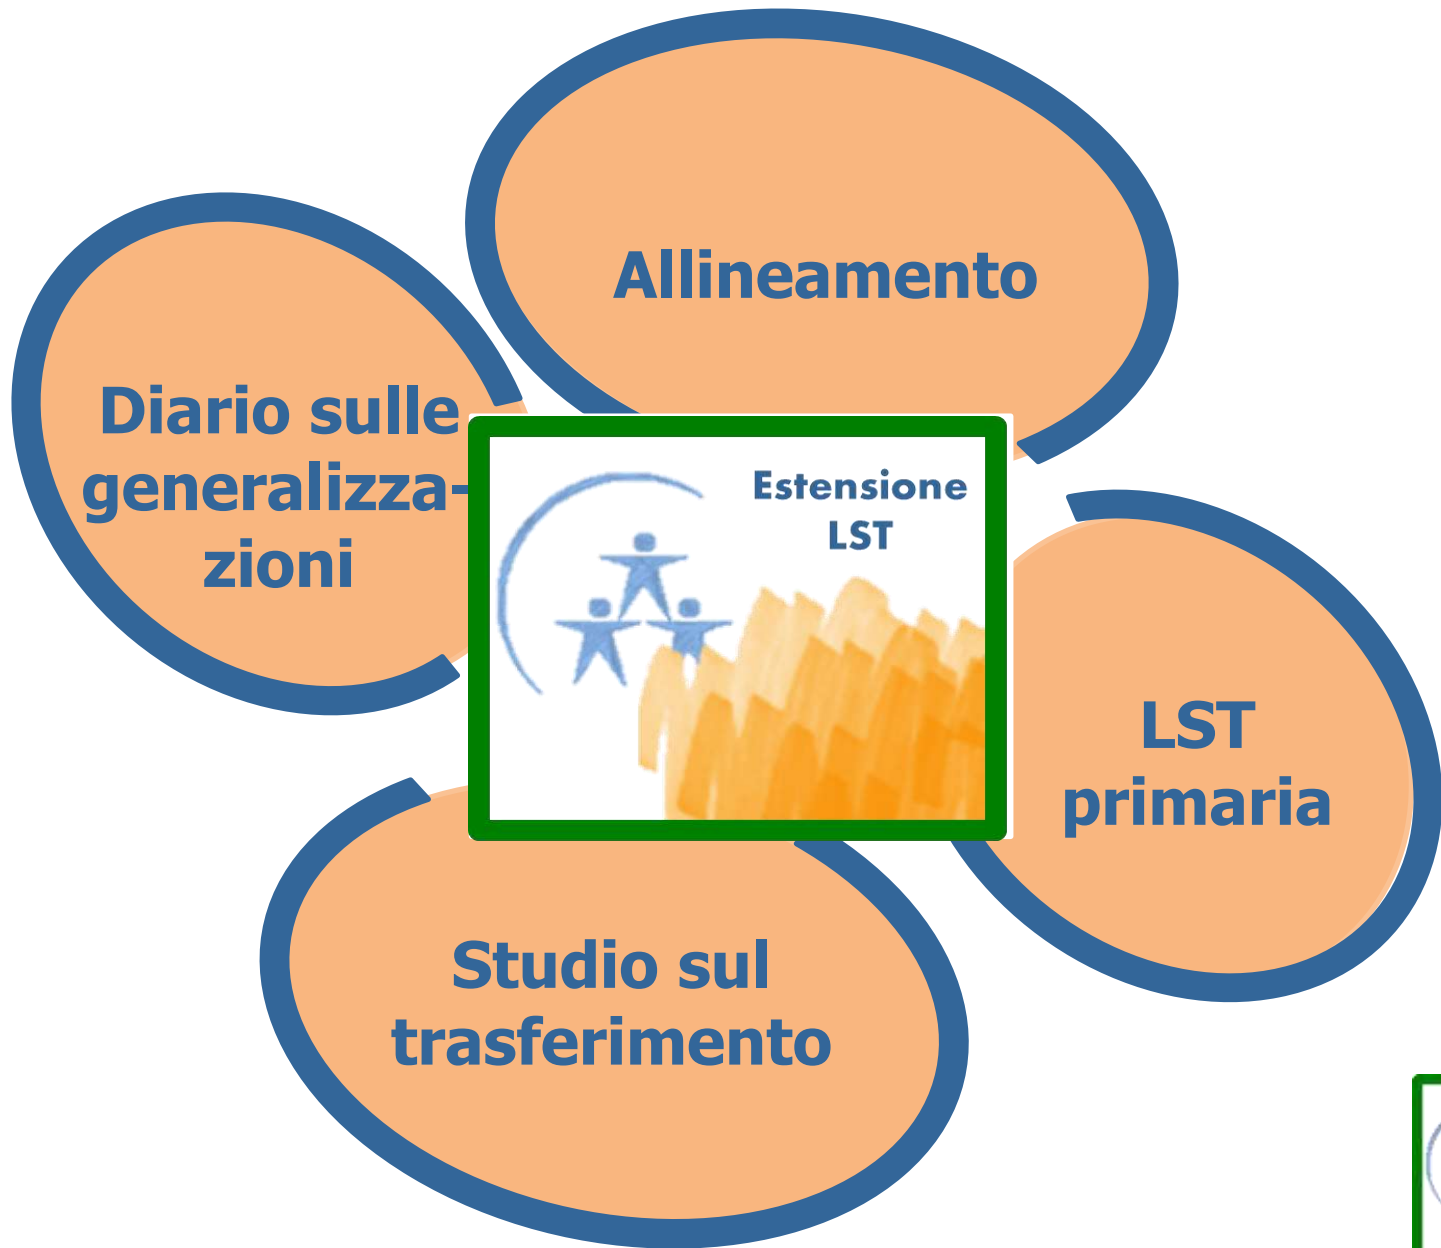 Allineamento
Diario sulle
generalizza-
zioni
Estensione
LST
LST
primaria
Studio sul
trasferimento